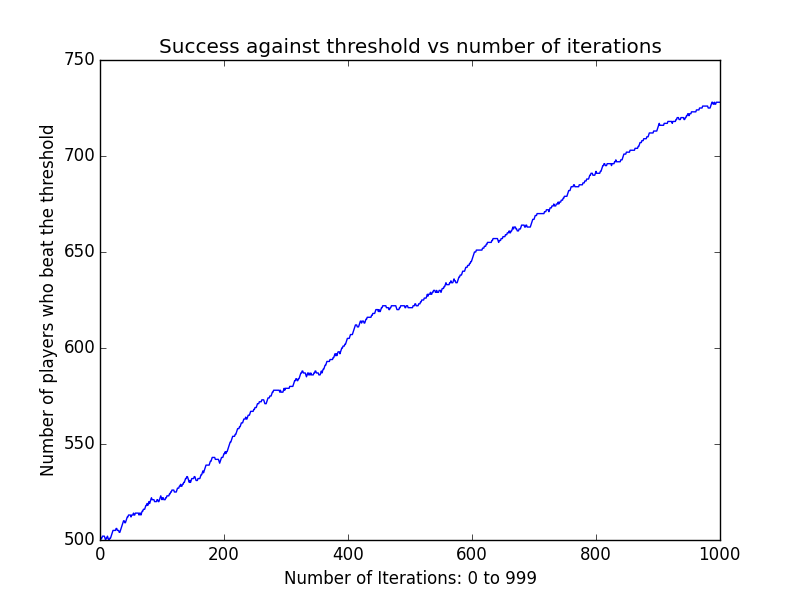 Success against threshold vs number of iterations
750
700
650
600
550
500
Number of players who beat the threshold
0 200 400 600 800 1000
Number of Iterations: 0 to 999